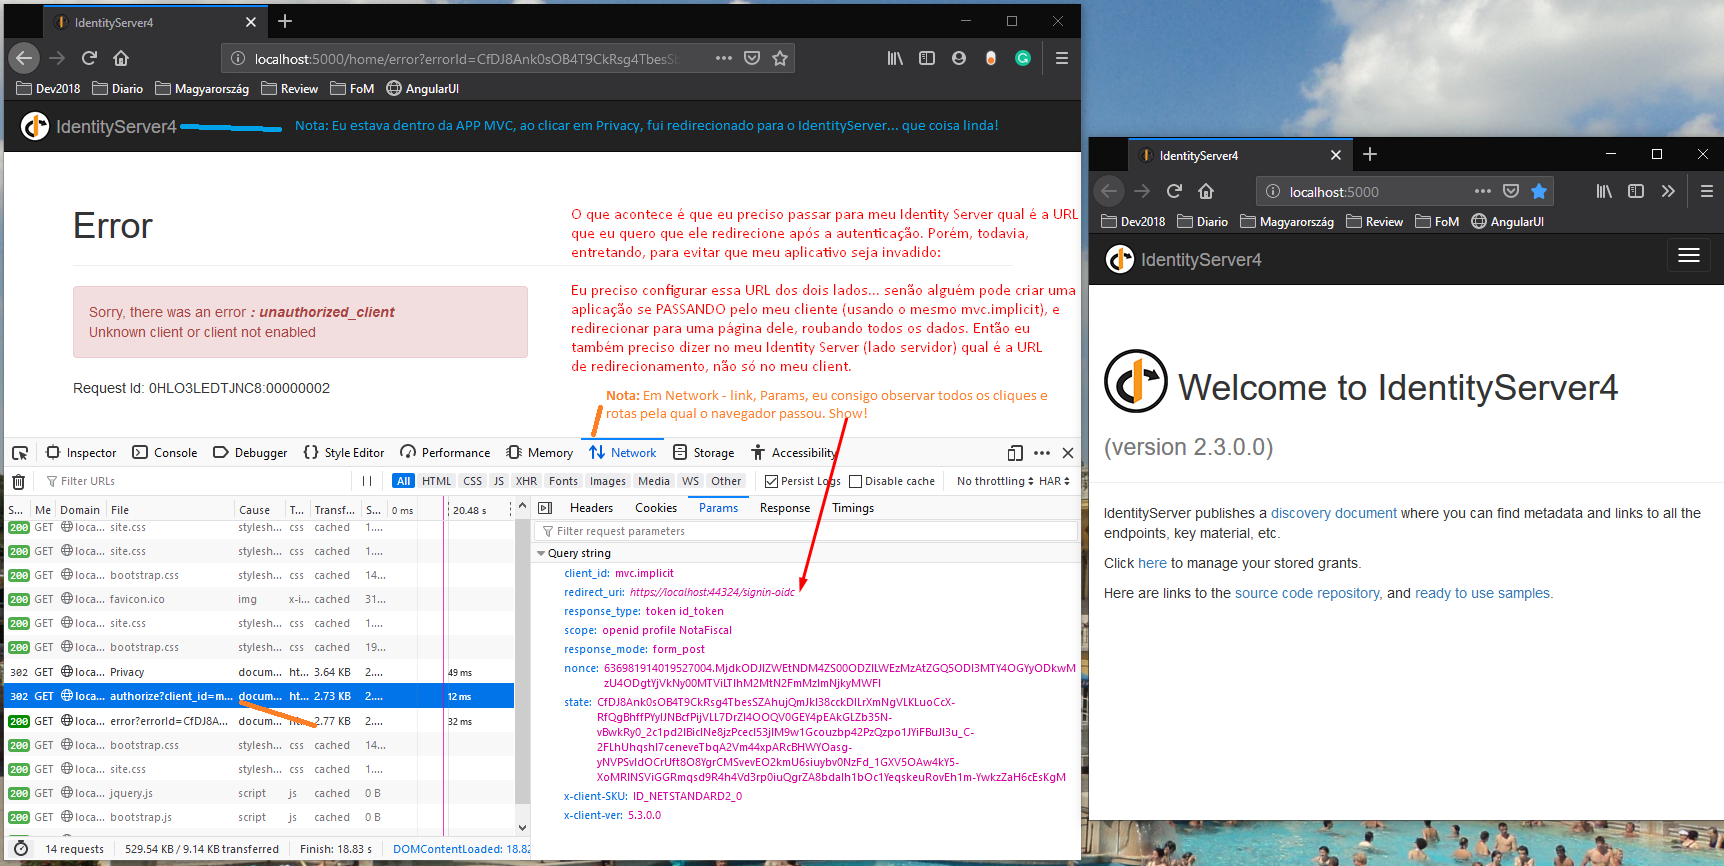 IdentityServer4
localhost:5000/home/error?errorId=CfDJ8Ank0sOB4T9CkRsg4TbesSb
Dev2018 Diario Magyarország Review FoM AngularUI
IdentityServer4
Nota: Eu estava dentro da APP MVC, ao clicar em Privacy, fui redirecionado para o IdentityServer... que coisa linda!
Error
Sorry, there was an error : unauthorized_client
Unknown client or client not enabled
Request Id: 0HLO3LEDTJNC8:00000002
O que acontece é que eu preciso passar para meu Identity Server qual é a URL
que eu quero que ele redirecione após a autenticação. Porém, todavia,
entretando, para evitar que meu aplicativo seja invadido:
Eu preciso configurar essa URL dos dois lados... senão alguém pode criar uma
aplicação se PASSANDO pelo meu cliente (usando o mesmo mvc.implicit), e
redirecionar para uma página dele, roubando todos os dados. Então eu
também preciso dizer no meu Identity Server (lado servidor) qual é a URL
de redirecionamento, não só no meu client.
Nota: Em Network - link, Params, eu consigo observar todos os cliques e
rotas pela qual o navegador passou. Show!
Inspector Console Debugger Style Editor Performance Memory Network Storage Accessibility
Filter URLs All HTML CSS JS XHR Fonts Images Media WS Other Persist Logs Disable cache No throttling HAR
S... Me Domain File Cause T... Transf... S... 0 ms 20.48 s
200 GET loca... site.css stylesh... css cached 1....
200 GET loca... site.css stylesh... css cached 1....
200 GET loca... bootstrap.css stylesh... css cached 14...
200 GET loca... favicon.ico img x-i... cached 31...
200 GET loca... site.css stylesh... css cached 1....
200 GET loca... bootstrap.css stylesh... css cached 19...
302 GET loca... Privacy docum... ht... 3.64 KB 2.... 49 ms
302 GET loca... authorize?client_id=m... docum... ht... 2.73 KB 2.... 12 ms
200 GET loca... error?errorId=CfDJ8A... docum... ht... 2.77 KB 2.... 32 ms
200 GET loca... bootstrap.css stylesh... css cached 14...
200 GET loca... site.css stylesh... css cached 1....
200 GET loca... jquery.js script js cached 0 B
200 GET loca... bootstrap.js script js cached 0 B
14 requests 529.54 KB / 9.14 KB transferred Finish: 18.83 s DOMContentLoaded: 18.82
Headers Cookies Params Response Timings
Filter request parameters
Query string
client_id: mvc.implicit
redirect_uri: https://localhost:44324/signin-oidc
response_type: token id_token
scope: openid profile NotaFiscal
response_mode: form_post
nonce:
state:
x-client-SKU: ID_NETSTANDARD2_0
x-client-ver: 5.3.0.0
IdentityServer4
localhost:5000
Dev2018 Diario Magyarország Review FoM AngularUI
IdentityServer4
Welcome to IdentityServer4
(version 2.3.0.0)
IdentityServer publishes a discovery document where you can find metadata and links to all the
endpoints, key material, etc.
Click here to manage your stored grants.
Here are links to the source code repository, and ready to use samples.